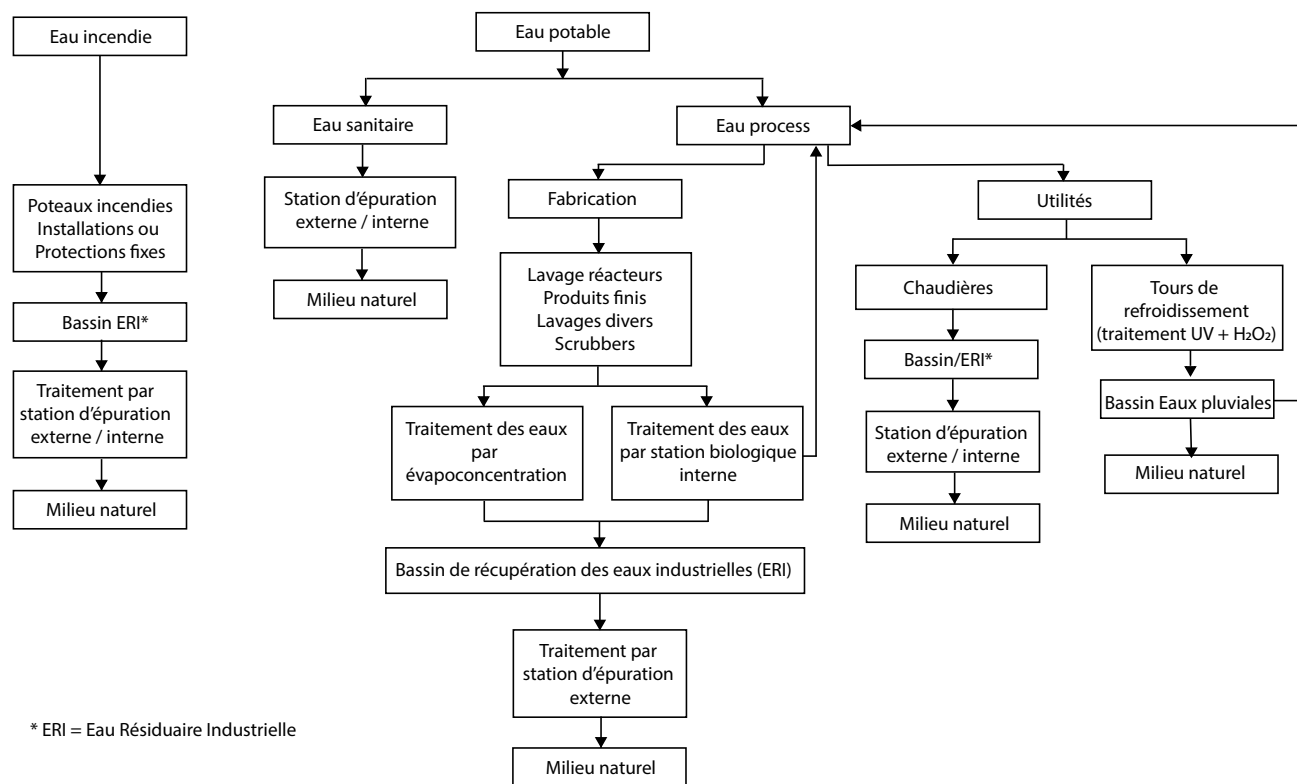 Eau incendie
Poteaux incendies
Installations ou
Protections fixes
Bassin ERI*
Traitement par
station d'épuration
externe / interne
Milieu naturel
Eau potable
Eau sanitaire
Station d'épuration
externe / interne
Milieu naturel
Eau process
Fabrication
Lavage réacteurs
Produits finis
Lavages divers
Scrubbers
Traitement des eaux
par
évapoconcentration
Traitement des eaux
par station biologique
interne
Bassin de récupération des eaux industrielles (ERI)
Traitement par
station d'épuration
externe
Milieu naturel
Utilités
Chaudières
Bassin/ERI*
Station d'épuration
externe / interne
Milieu naturel
Tours de
refroidissement
(traitement UV + H₂O₂)
Bassin Eaux pluviales
Milieu naturel
* ERI = Eau Résiduaire Industrielle